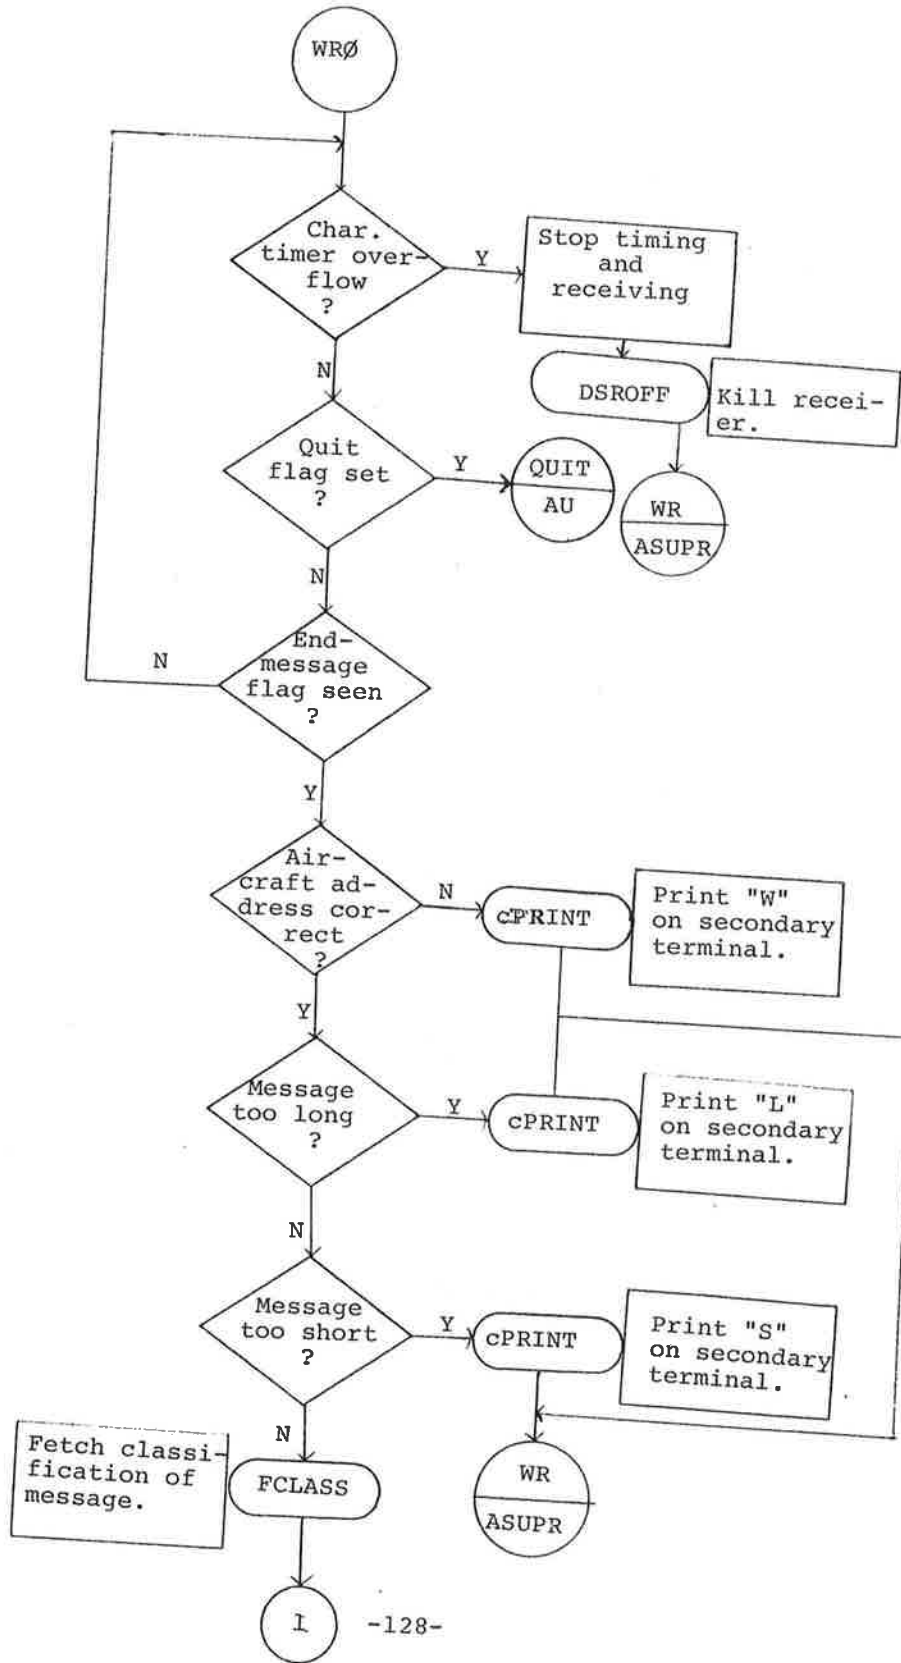 WRØ
Char.
timer over-
flow
?
Y
Stop timing
and
receiving
N
DSROFF
Kill recei-
er.
Quit
flag set
?
Y
QUIT
AU
WR
ASUPR
N
End-
message
flag seen
?
N
Y
Air-
craft ad-
dress cor-
rect
?
N
cPRINT
Print "W"
on secondary
terminal.
Y
Message
too long
?
Y
cPRINT
Print "L"
on secondary
terminal.
N
Message
too short
?
Y
cPRINT
Print "S"
on secondary
terminal.
N
Fetch classi-
fication of
message.
FCLASS
WR
ASUPR
I
-128-